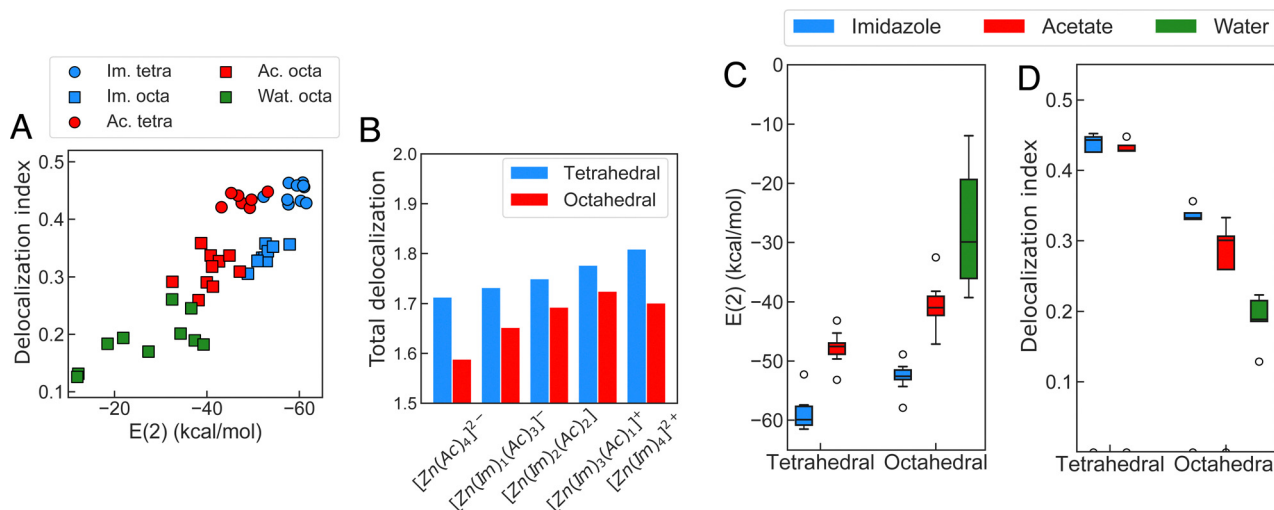 Imidazole Acetate Water
Im. tetra Ac. octa
Im. octa Wat. octa
Ac. tetra
A
Delocalization index
0.5
0.4
0.3
0.2
0.1
−20 −40 −60
E(2) (kcal/mol)
B
Total delocalization
2.0
1.9
1.8
1.7
1.6
1.5
Tetrahedral
Octahedral
[Zn(Ac)₄]²⁻
[Zn(Im)₁(Ac)₃]⁻
[Zn(Im)₂(Ac)₂]
[Zn(Im)₃(Ac)₁]⁺
[Zn(Im)₄]²⁺
C
E(2) (kcal/mol)
0
−10
−20
−30
−40
−50
−60
Tetrahedral Octahedral
D
Delocalization index
0.5
0.4
0.3
0.2
0.1
Tetrahedral Octahedral